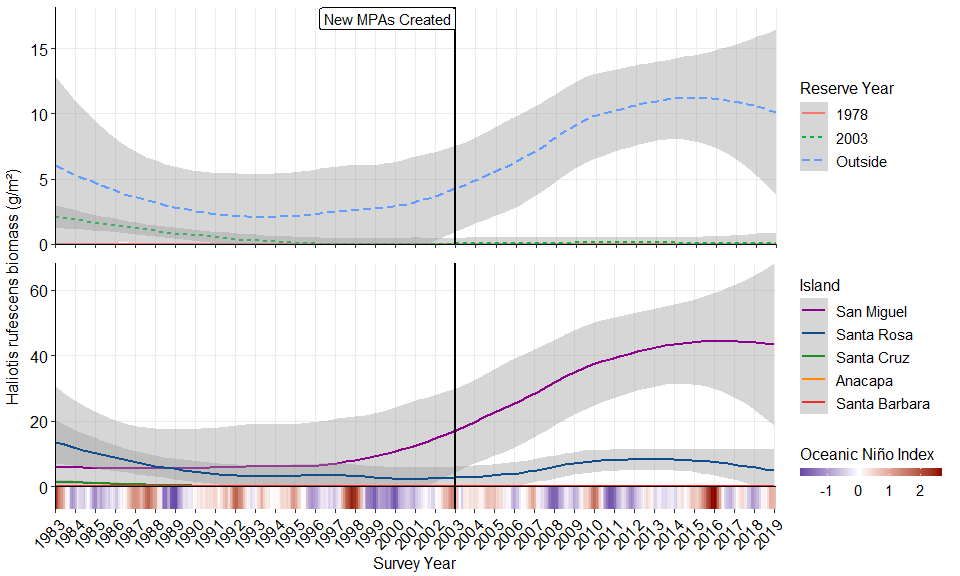 New MPAs Created
Haliotis rufescens biomass (g/m²)
15
10
5
0
60
40
20
0
1983 1984 1985 1986 1987 1988 1989 1990 1991 1992 1993 1994 1995 1996 1997 1998 1999 2000 2001 2002 2003 2004 2005 2006 2007 2008 2009 2010 2011 2012 2013 2014 2015 2016 2017 2018 2019
Survey Year
Reserve Year
1978
2003
Outside
Island
San Miguel
Santa Rosa
Santa Cruz
Anacapa
Santa Barbara
Oceanic Niño Index
-1 0 1 2